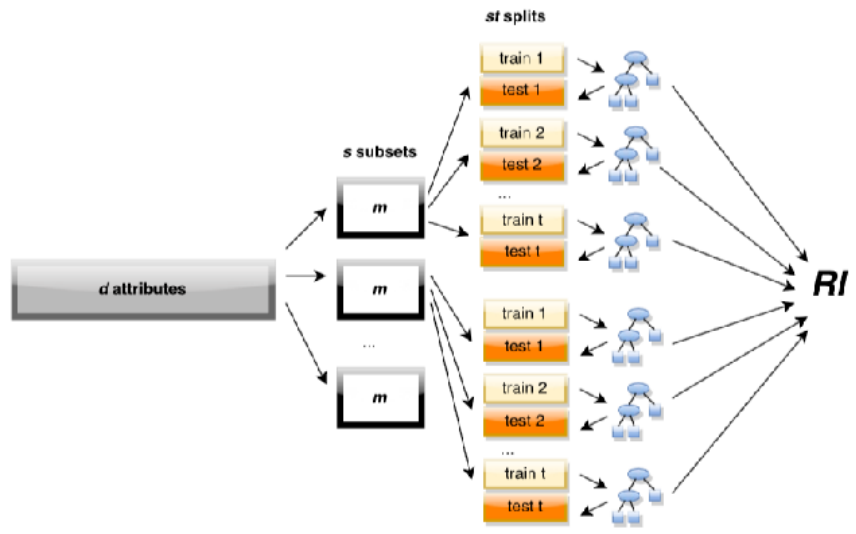 st splits
train 1
test 1
train 2
test 2
...
train t
test t
s subsets
m
m
...
m
d attributes
train 1
test 1
train 2
test 2
...
train t
test t
RI